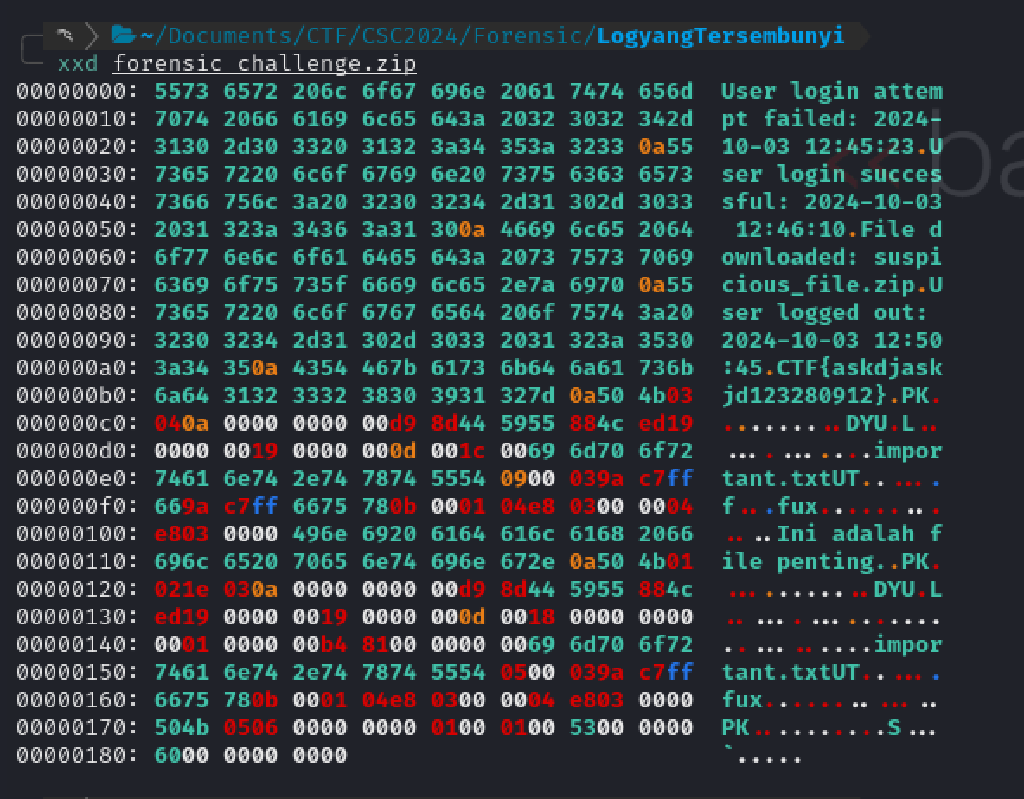 ~/Documents/CTF/CSC2024/Forensic/LogyangTersembunyi
xxd forensic_challenge.zip
00000000: 5573 6572 206c 6f67 696e 2061 7474 656d  User login attem
00000010: 7074 2066 6169 6c65 643a 2032 3032 342d  pt failed: 2024-
00000020: 3130 2d30 3320 3132 3a34 353a 3233 0a55  10-03 12:45:23.U
00000030: 7365 7220 6c6f 6769 6e20 7375 6363 6573  ser login succes
00000040: 7366 756c 3a20 3230 3234 2d31 302d 3033  sful: 2024-10-03
00000050: 2031 323a 3436 3a31 300a 4669 6c65 2064   12:46:10.File d
00000060: 6f77 6e6c 6f61 6465 643a 2073 7573 7069  ownloaded: suspi
00000070: 6369 6f75 735f 6669 6c65 2e7a 6970 0a55  cious_file.zip.U
00000080: 7365 7220 6c6f 6767 6564 206f 7574 3a20  ser logged out: 
00000090: 3230 3234 2d31 302d 3033 2031 323a 3530  2024-10-03 12:50
000000a0: 3a34 350a 4354 467b 6173 6b64 6a61 736b  :45.CTF{askdjask
000000b0: 6a64 3132 3332 3830 3931 327d 0a50 4b03  jd123280912}.PK.
000000c0: 040a 0000 0000 00d9 8d44 5955 884c ed19  .........DYU.L..
000000d0: 0000 0019 0000 000d 001c 0069 6d70 6f72  ...........impor
000000e0: 7461 6e74 2e74 7874 5554 0900 039a c7ff  tant.txtUT......
000000f0: 669a c7ff 6675 780b 0001 04e8 0300 0004  f...fux.........
00000100: e803 0000 496e 6920 6164 616c 6168 2066  ....Ini adalah f
00000110: 696c 6520 7065 6e74 696e 672e 0a50 4b01  ile penting..PK.
00000120: 021e 030a 0000 0000 00d9 8d44 5955 884c  ...........DYU.L
00000130: ed19 0000 0019 0000 000d 0018 0000 0000  ................
00000140: 0001 0000 00b4 8100 0000 0069 6d70 6f72  ...........impor
00000150: 7461 6e74 2e74 7874 5554 0500 039a c7ff  tant.txtUT......
00000160: 6675 780b 0001 04e8 0300 0004 e803 0000  fux.............
00000170: 504b 0506 0000 0000 0100 0100 5300 0000  PK..........S...
00000180: 6000 0000 0000  `.....
ba